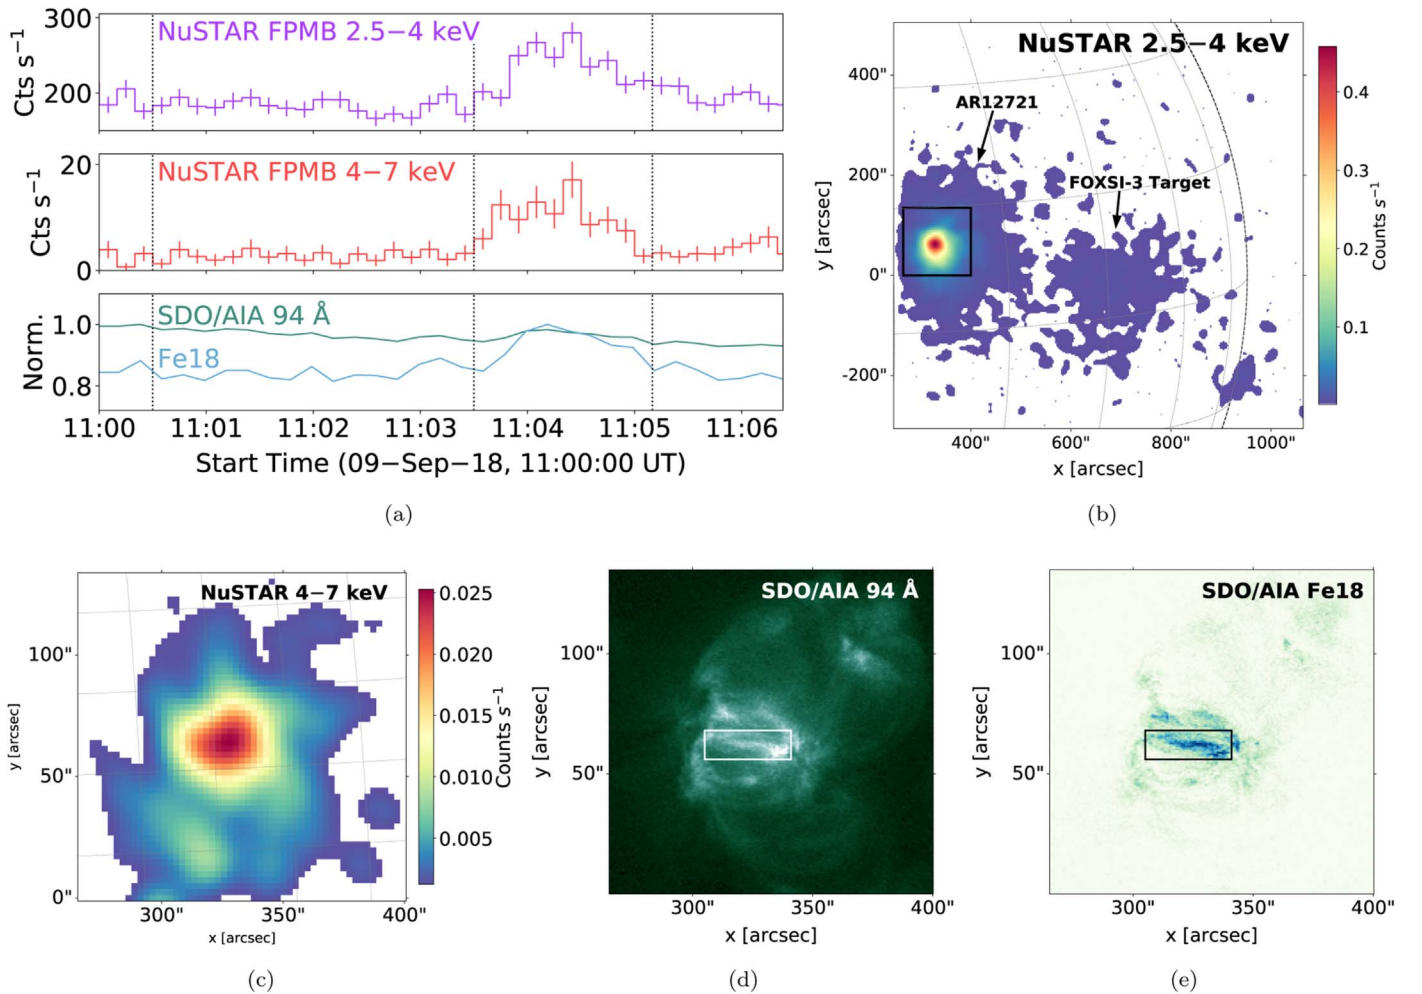 NuSTAR FPMB 2.5−4 keV
Cts s⁻¹
300
200
NuSTAR FPMB 4−7 keV
Cts s⁻¹
20
0
SDO/AIA 94 Å
Fe18
Norm.
1.0
0.8
11:00 11:01 11:02 11:03 11:04 11:05 11:06
Start Time (09−Sep−18, 11:00:00 UT)
(a)
NuSTAR 2.5−4 keV
AR12721
FOXSI-3 Target
y [arcsec]
400"
200"
0"
-200"
400" 600" 800" 1000"
x [arcsec]
0.4
0.3
0.2
0.1
Counts s⁻¹
(b)
NuSTAR 4−7 keV
y [arcsec]
100"
50"
0"
300" 350" 400"
x [arcsec]
0.025
0.020
0.015
0.010
0.005
Counts s⁻¹
(c)
SDO/AIA 94 Å
y [arcsec]
100"
50"
300" 350" 400"
x [arcsec]
(d)
SDO/AIA Fe18
y [arcsec]
100"
50"
300" 350" 400"
x [arcsec]
(e)